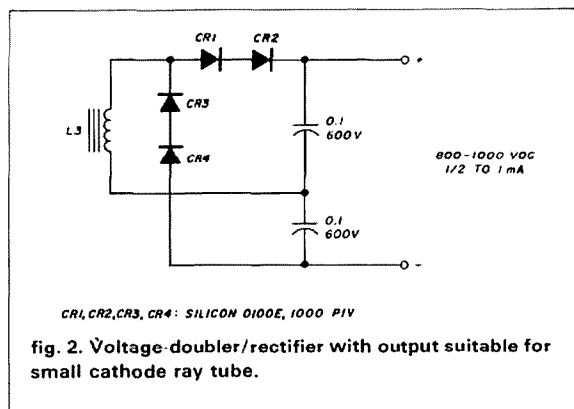 CR1 CR2
CR3
L3
CR4
0.1
600V
0.1
600V
+
800-1000 VDC
1/2 TO 1 mA
-
CR1, CR2, CR3, CR4: SILICON D100E, 1000 PIV
fig. 2. Voltage-doubler/rectifier with output suitable for
small cathode ray tube.